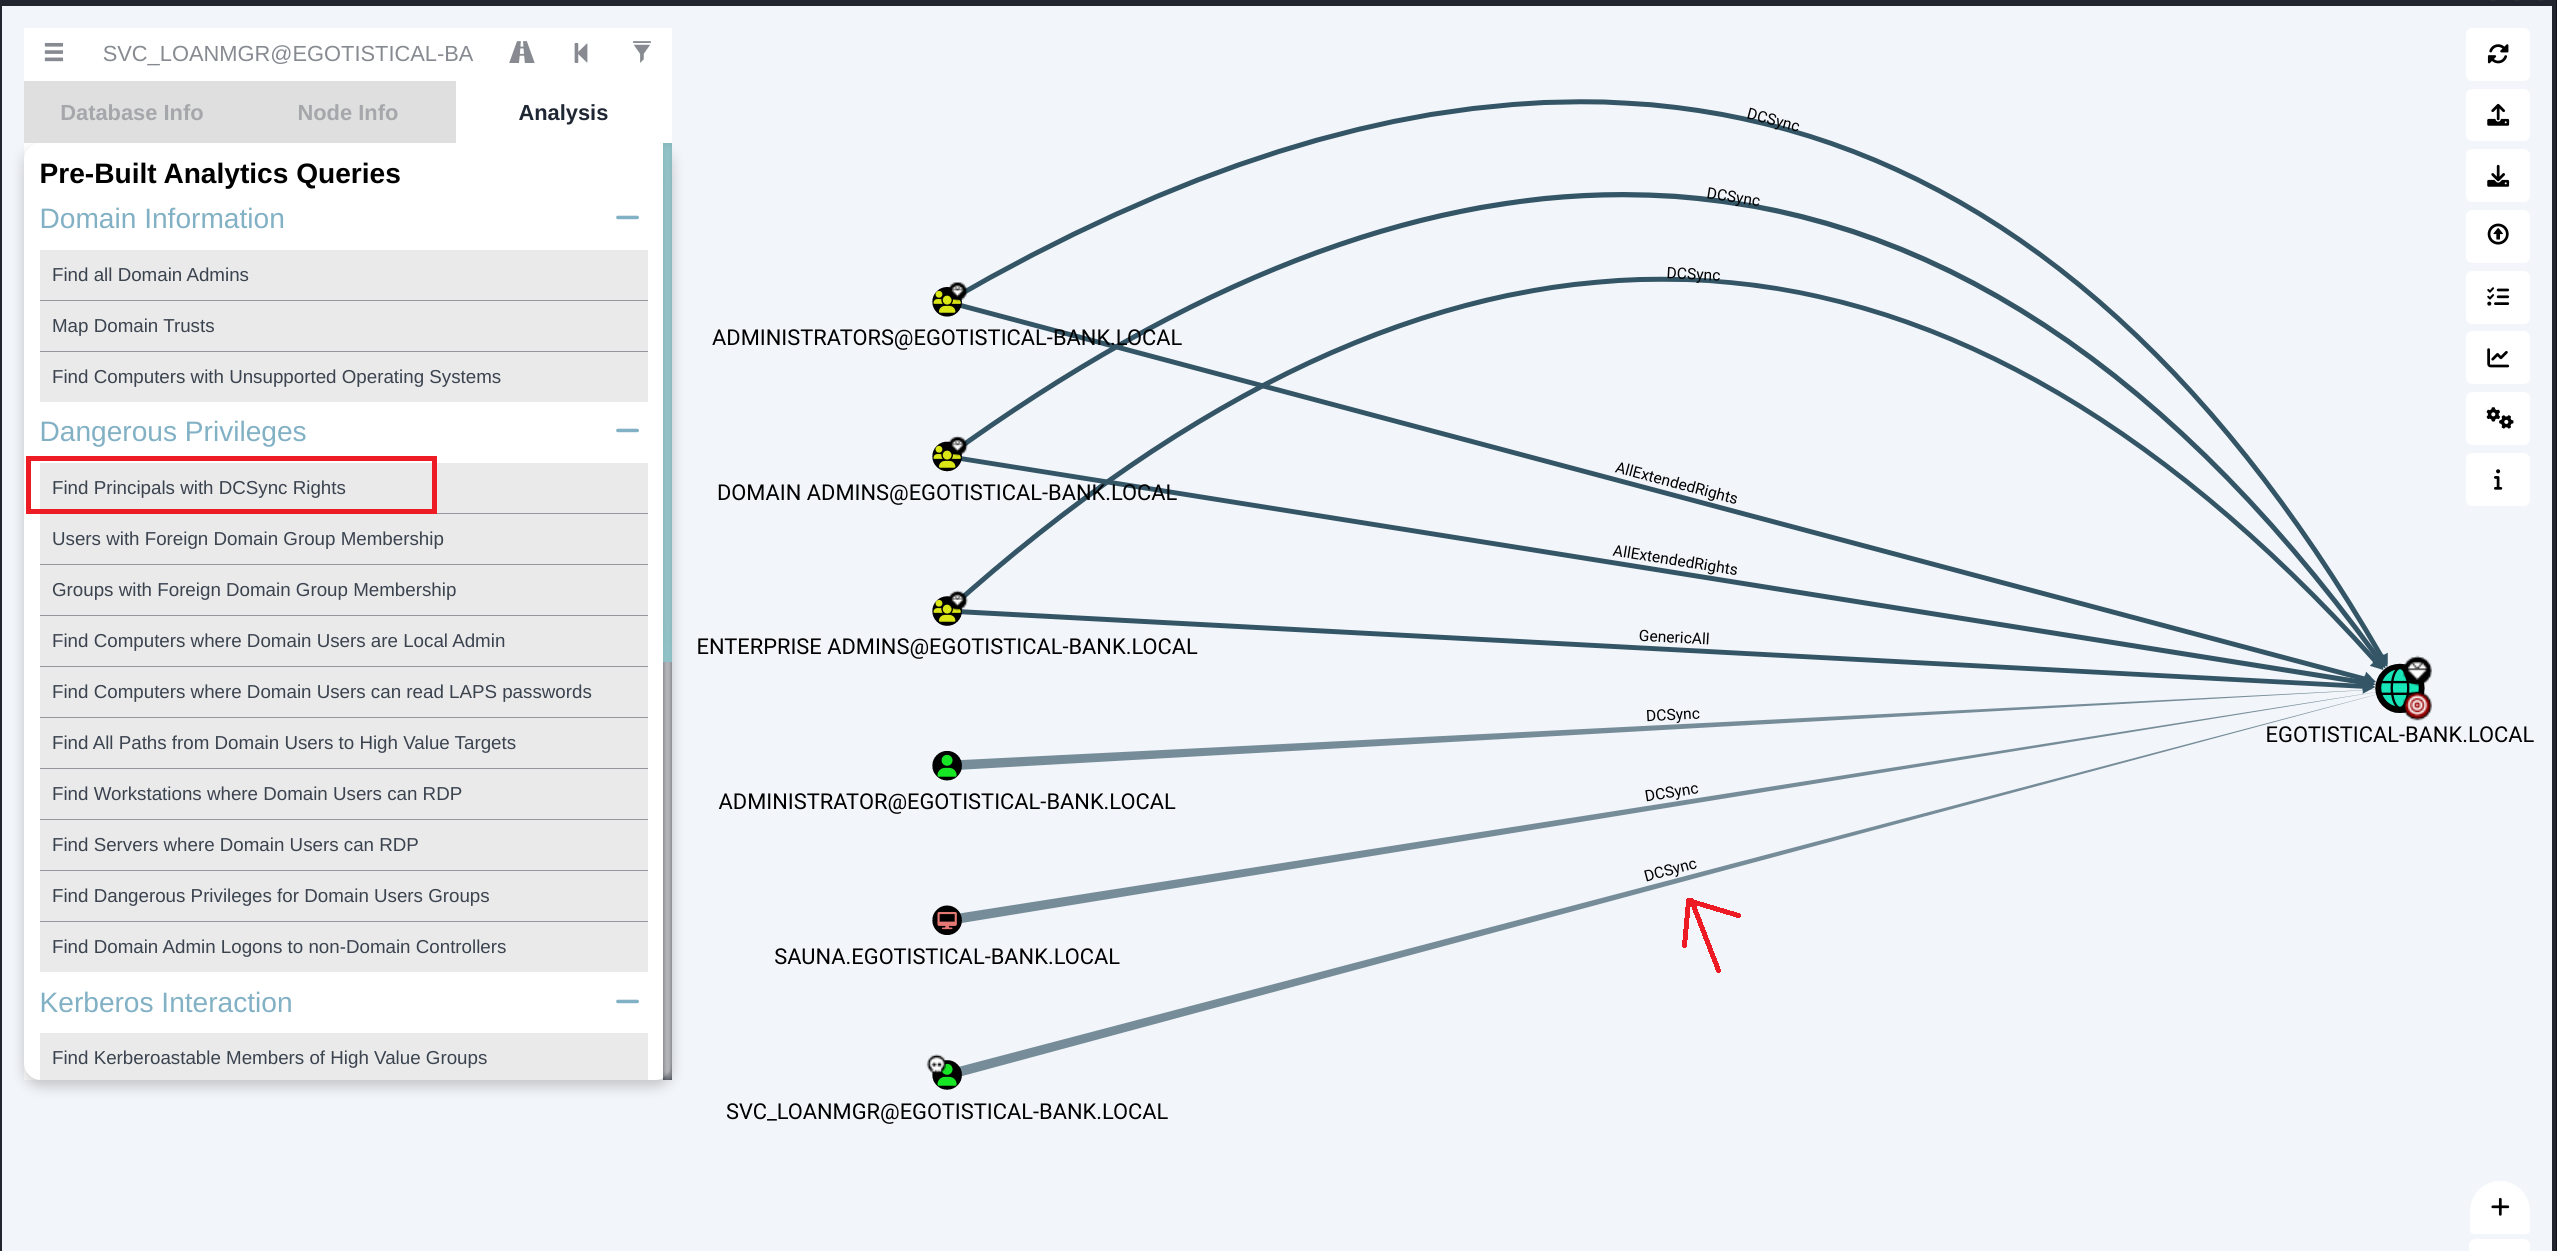 SVC_LOANMGR@EGOTISTICAL-BA
Database Info
Node Info
Analysis
Pre-Built Analytics Queries
Domain Information
Find all Domain Admins
Map Domain Trusts
Find Computers with Unsupported Operating Systems
Dangerous Privileges
Find Principals with DCSync Rights
Users with Foreign Domain Group Membership
Groups with Foreign Domain Group Membership
Find Computers where Domain Users are Local Admin
Find Computers where Domain Users can read LAPS passwords
Find All Paths from Domain Users to High Value Targets
Find Workstations where Domain Users can RDP
Find Servers where Domain Users can RDP
Find Dangerous Privileges for Domain Users Groups
Find Domain Admin Logons to non-Domain Controllers
Kerberos Interaction
Find Kerberoastable Members of High Value Groups
DCSync
DCSync
DCSync
ADMINISTRATORS@EGOTISTICAL-BANK.LOCAL
AllExtendedRights
DOMAIN ADMINS@EGOTISTICAL-BANK.LOCAL
AllExtendedRights
GenericAll
ENTERPRISE ADMINS@EGOTISTICAL-BANK.LOCAL
DCSync
EGOTISTICAL-BANK.LOCAL
DCSync
ADMINISTRATOR@EGOTISTICAL-BANK.LOCAL
DCSync
SAUNA.EGOTISTICAL-BANK.LOCAL
SVC_LOANMGR@EGOTISTICAL-BANK.LOCAL